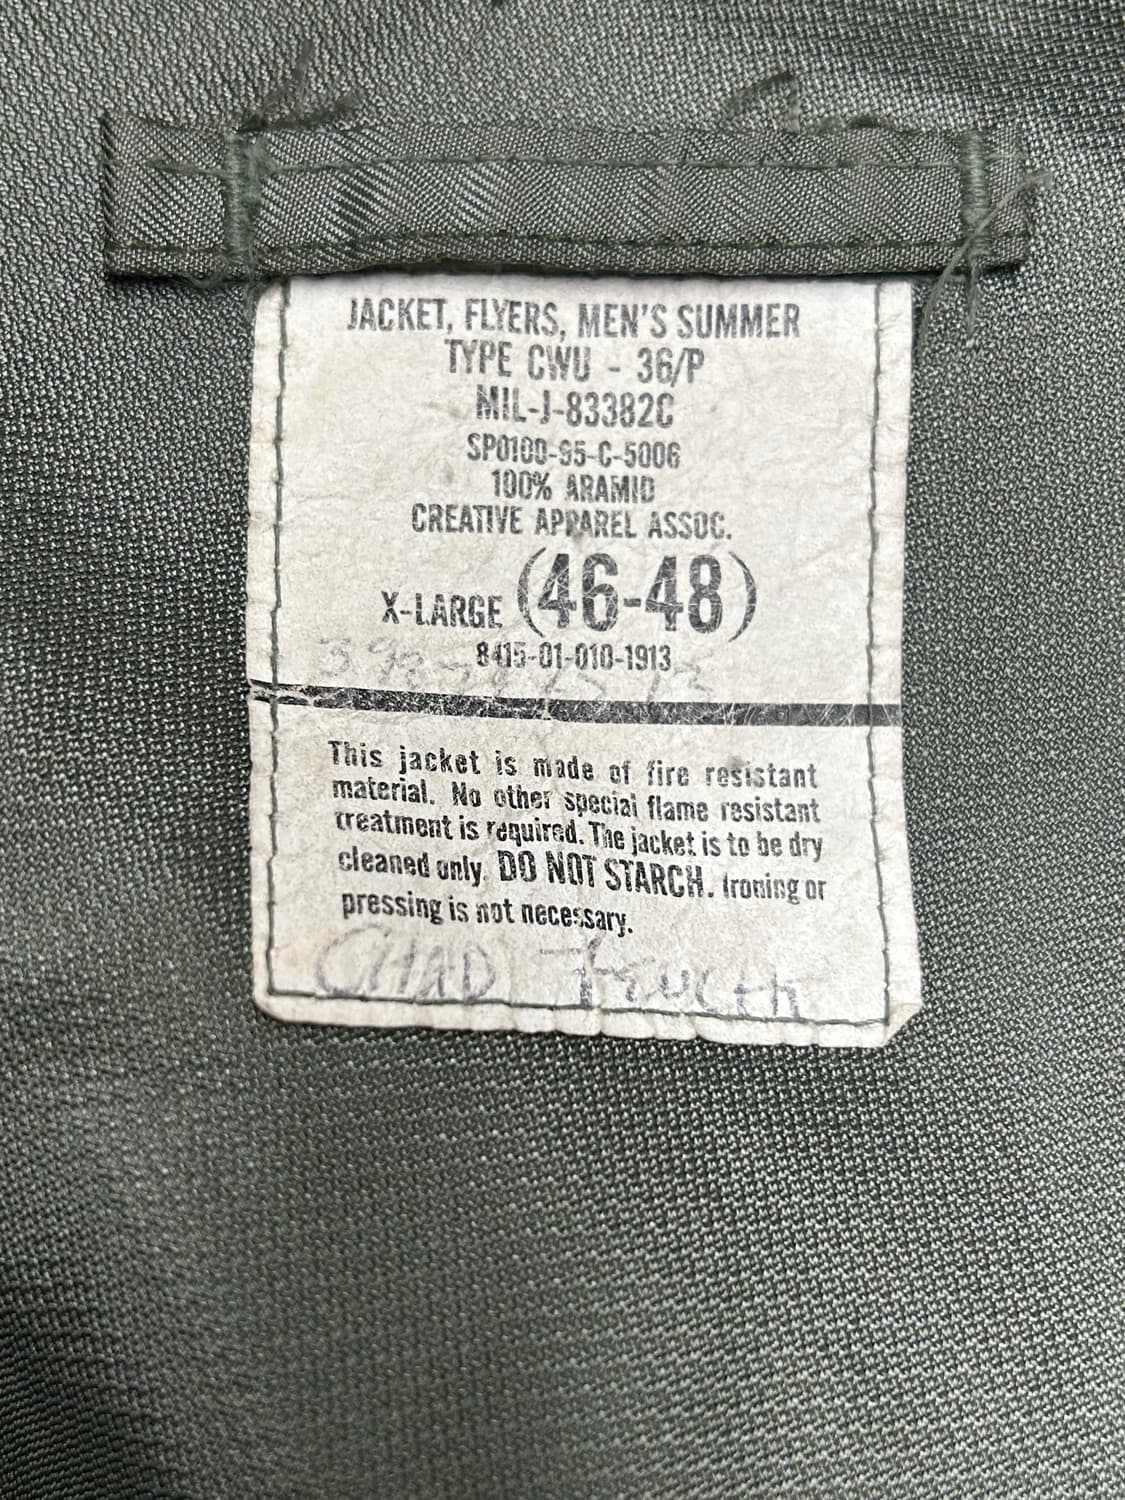 JACKET, FLYERS, MEN'S SUMMER
TYPE CWU - 36/P
MIL-J-83382C
SP0100-95-C-5006
100% ARAMID
CREATIVE APPAREL ASSOC.
X-LARGE (46-48)
8415-01-010-1913
This jacket is made of fire resistant
material. No other special flame resistant
treatment is required. The jacket is to be dry
cleaned only. DO NOT STARCH. Ironing or
pressing is not necessary.
CHAD